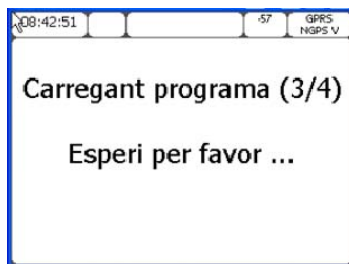 08:42:51 -57 GPRS
NGPS V
Carregant programa (3/4)
Esperi per favor ...